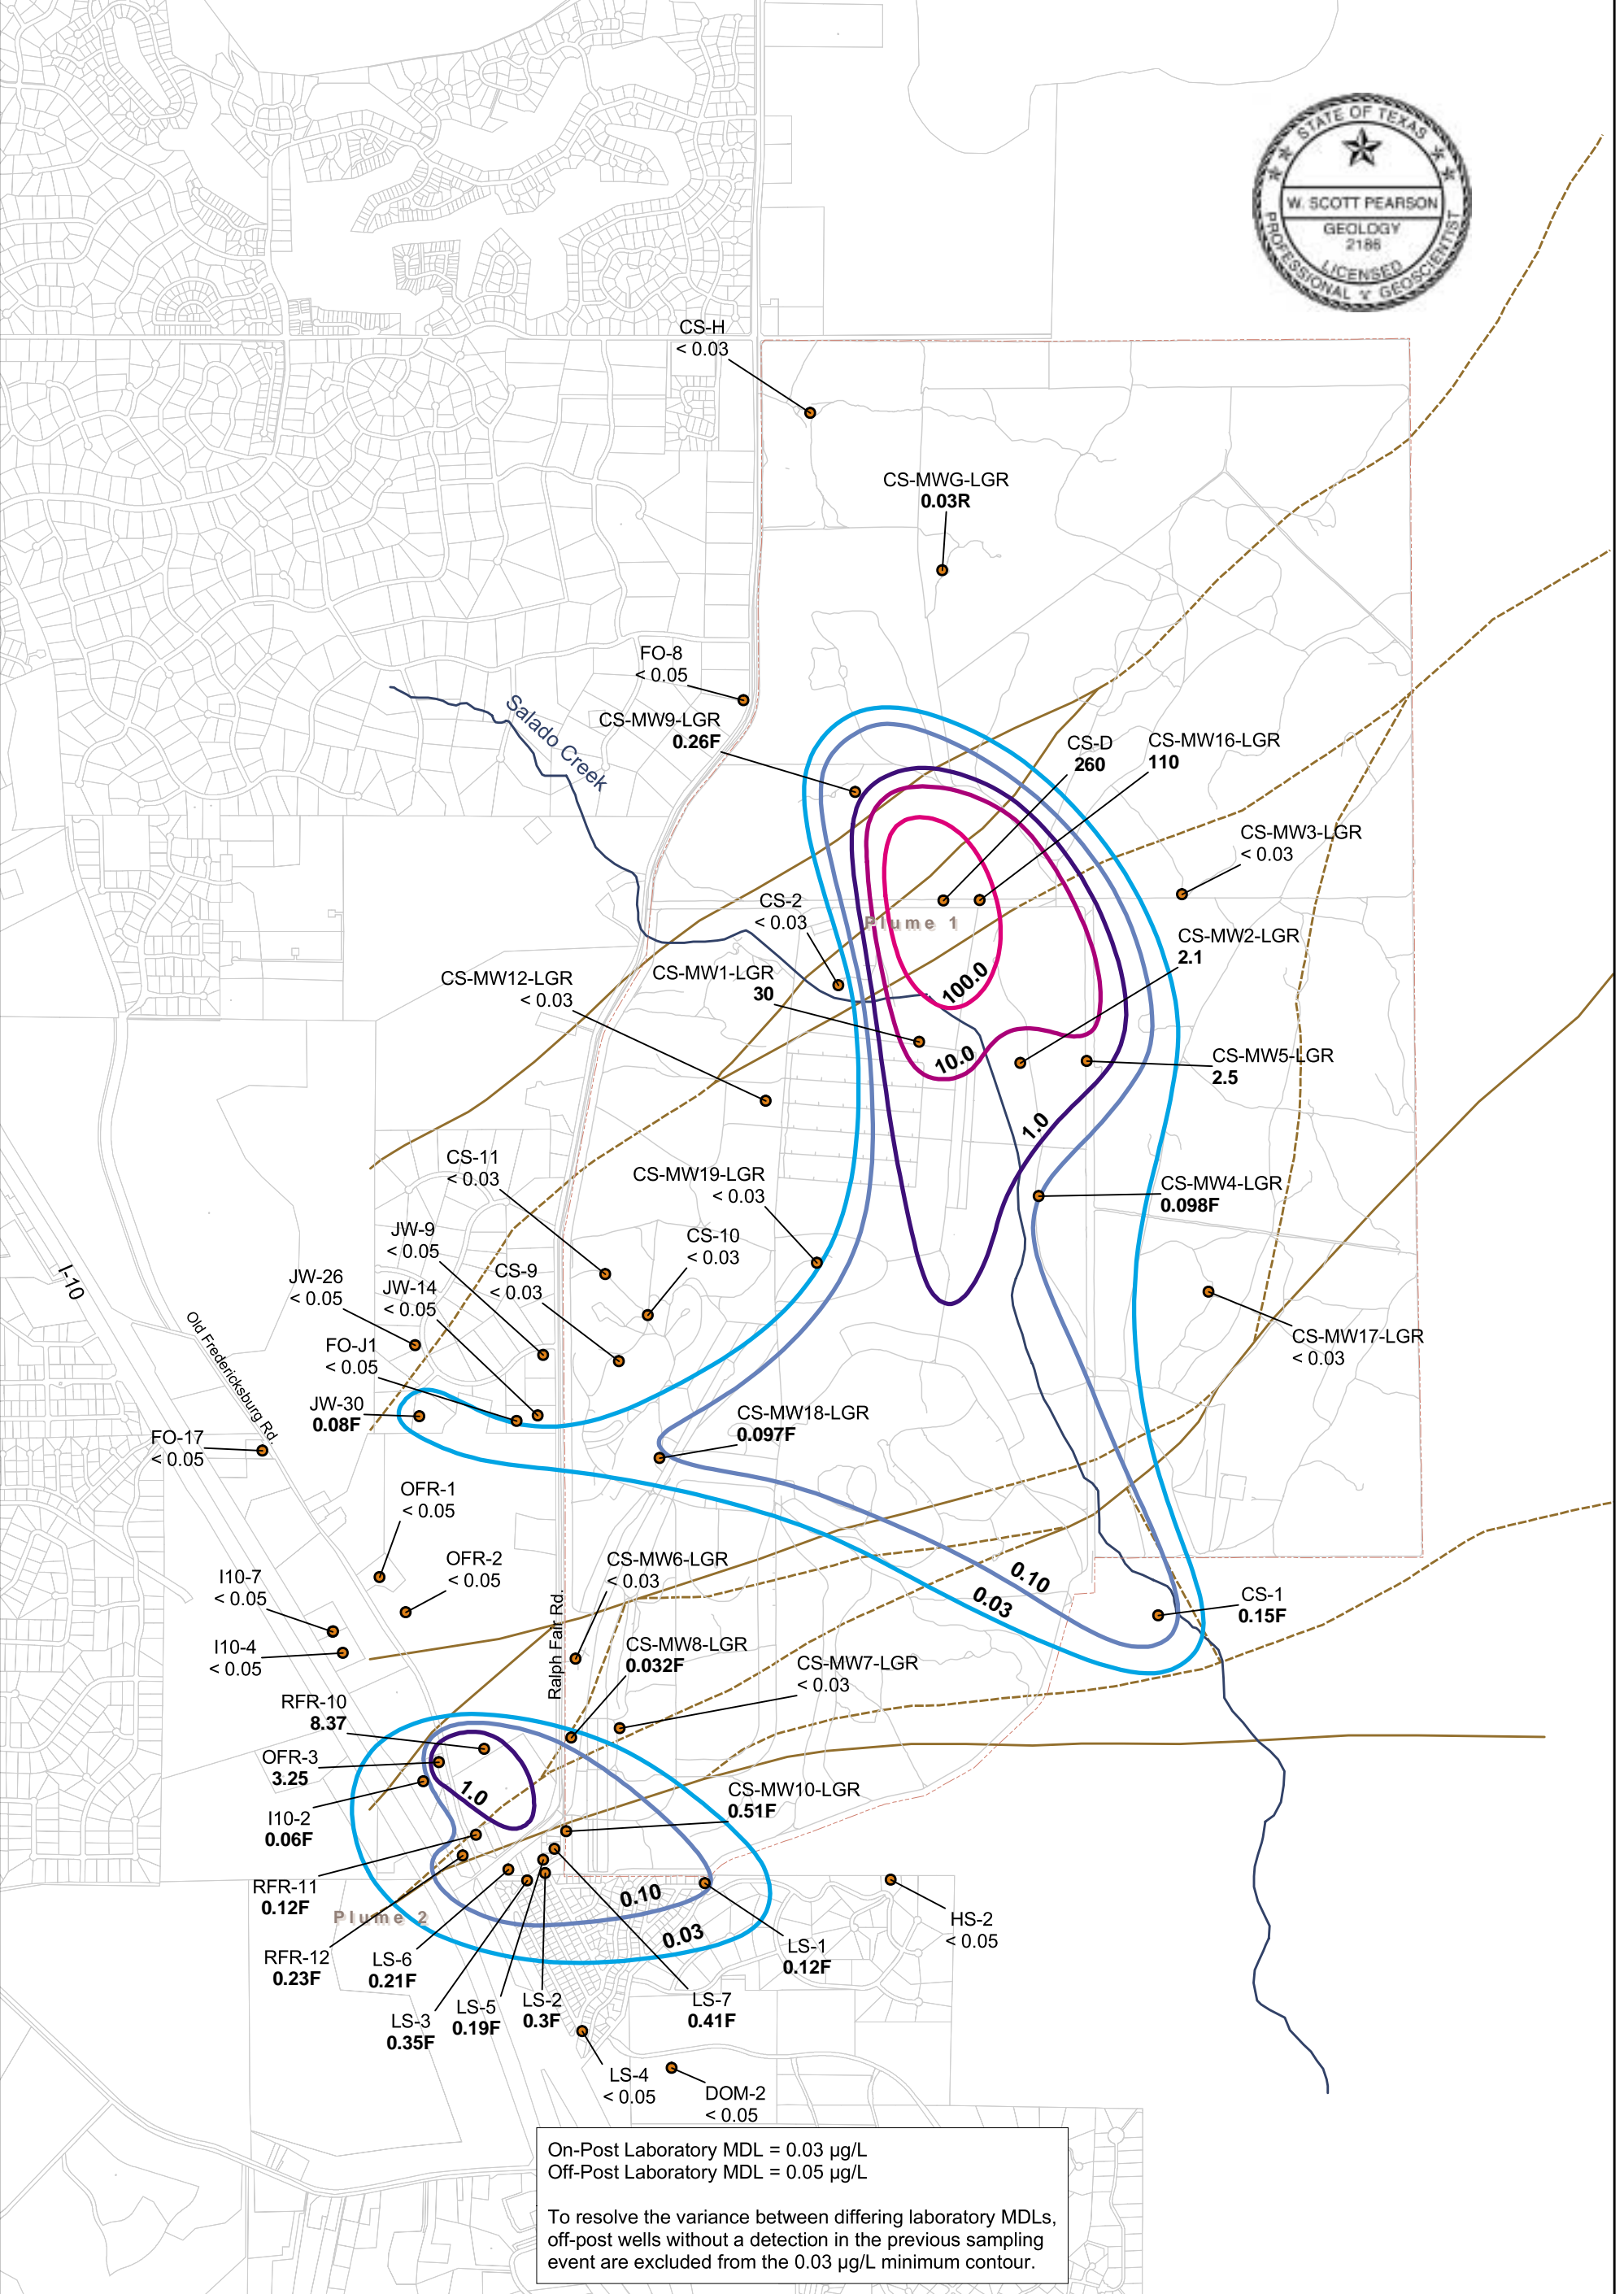 STATE OF TEXAS
W. SCOTT PEARSON
GEOLOGY
2186
LICENSED
PROFESSIONAL GEOSCIENTIST
CS-H
< 0.03
CS-MWG-LGR
0.03R
FO-8
< 0.05
Salado Creek
CS-MW9-LGR
0.26F
CS-D
260
CS-MW16-LGR
110
CS-MW3-LGR
< 0.03
CS-2
< 0.03
Plume 1
CS-MW2-LGR
2.1
CS-MW12-LGR
< 0.03
CS-MW1-LGR
30
100.0
10.0
CS-MW5-LGR
2.5
1.0
CS-11
< 0.03
CS-MW19-LGR
< 0.03
CS-MW4-LGR
0.098F
JW-9
< 0.05
CS-10
< 0.03
I-10
JW-26
< 0.05
JW-14
< 0.05
CS-9
< 0.03
Old Fredericksburg Rd.
FO-J1
< 0.05
CS-MW17-LGR
< 0.03
JW-30
0.08F
CS-MW18-LGR
0.097F
FO-17
< 0.05
OFR-1
< 0.05
OFR-2
< 0.05
CS-MW6-LGR
< 0.03
0.10
0.03
I10-7
< 0.05
CS-1
0.15F
Ralph Fair Rd.
I10-4
< 0.05
CS-MW8-LGR
0.032F
CS-MW7-LGR
< 0.03
RFR-10
8.37
OFR-3
3.25
1.0
CS-MW10-LGR
0.51F
I10-2
0.06F
RFR-11
0.12F
0.10
Plume 2
0.03
HS-2
< 0.05
RFR-12
0.23F
LS-6
0.21F
LS-1
0.12F
LS-3
0.35F
LS-5
0.19F
LS-2
0.3F
LS-7
0.41F
LS-4
< 0.05
DOM-2
< 0.05
On-Post Laboratory MDL = 0.03 µg/L
Off-Post Laboratory MDL = 0.05 µg/L
To resolve the variance between differing laboratory MDLs,
off-post wells without a detection in the previous sampling
event are excluded from the 0.03 µg/L minimum contour.